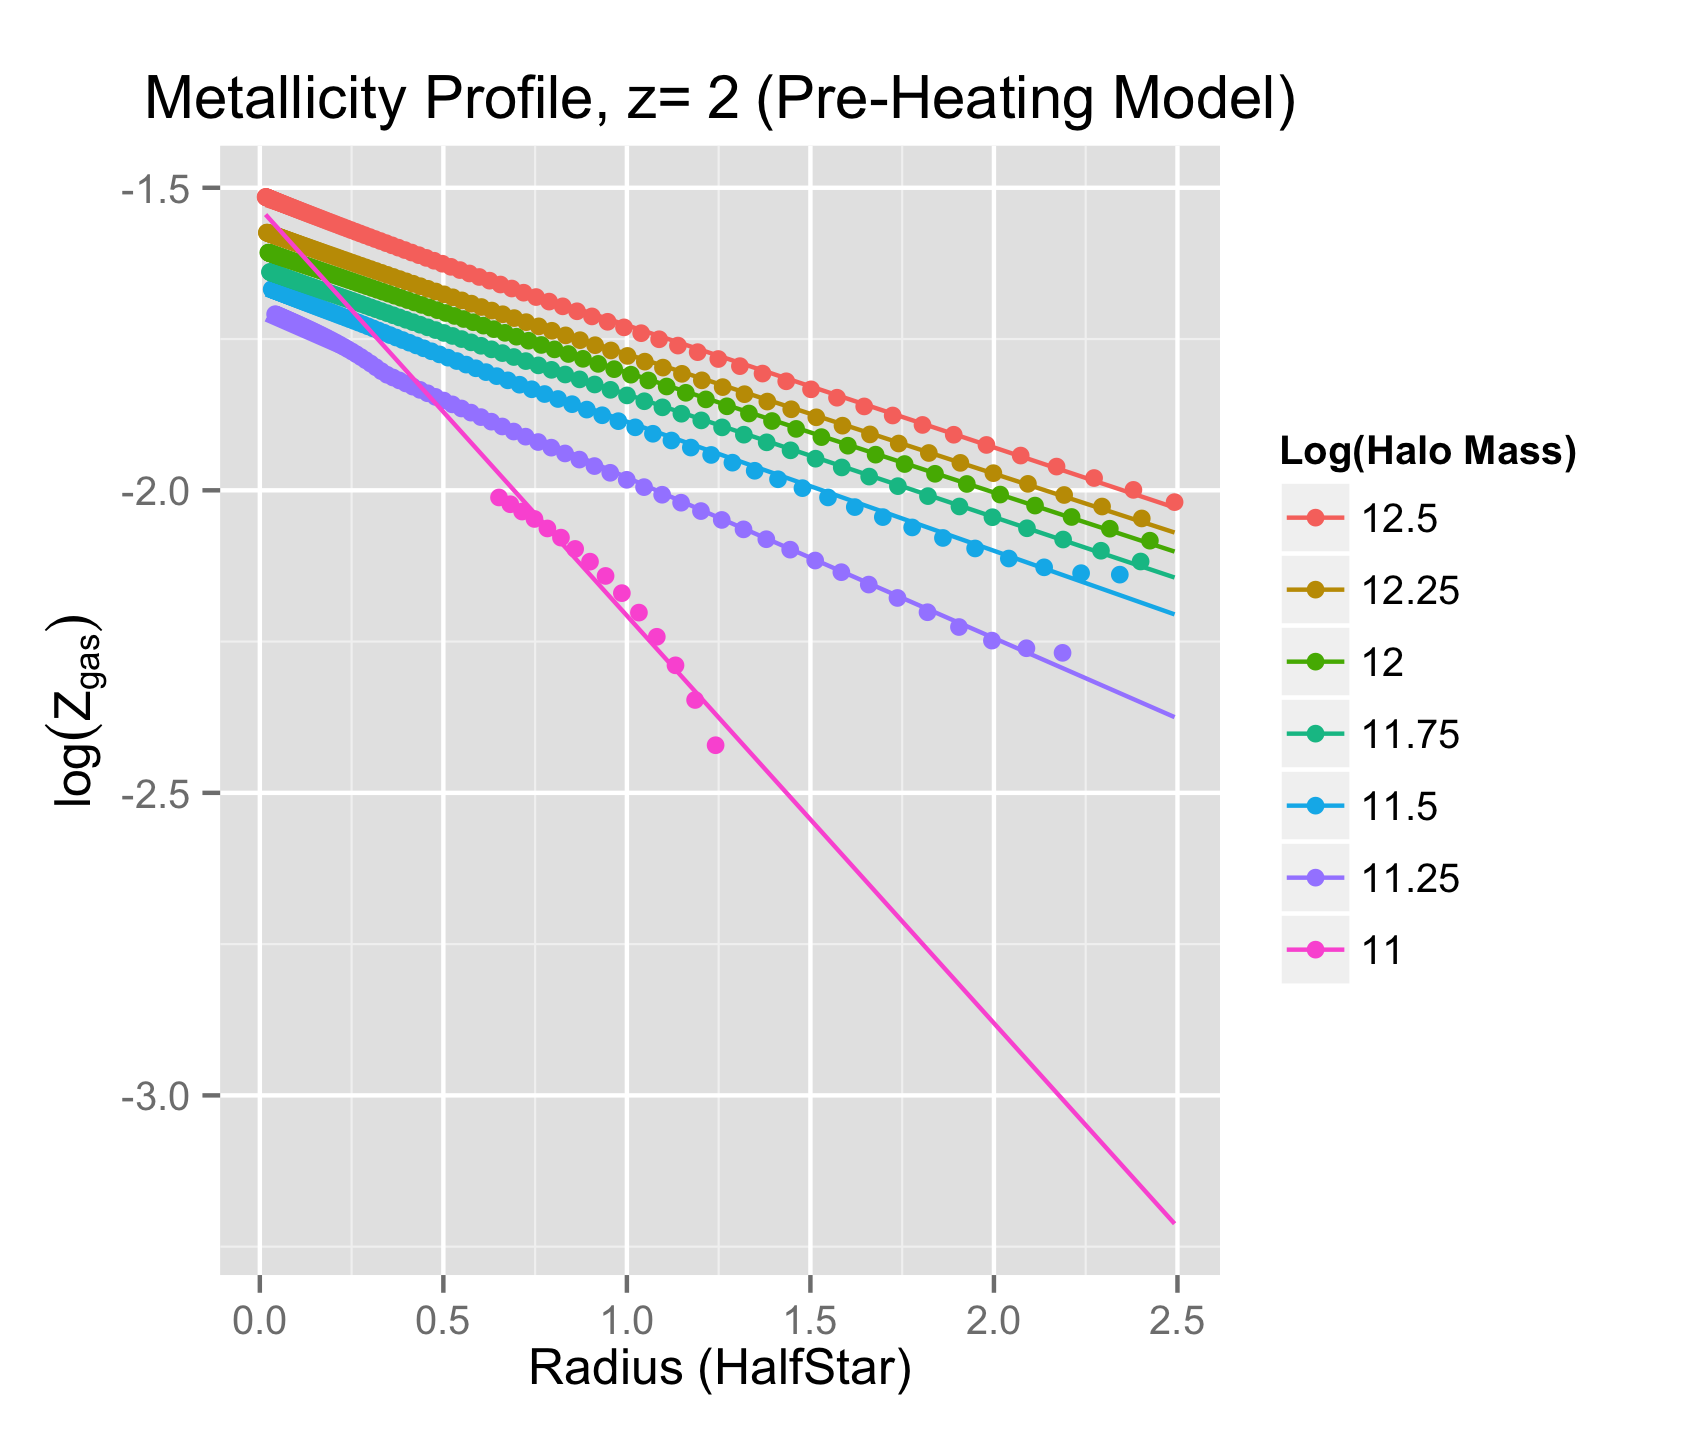 Metallicity Profile, z= 2 (Pre-Heating Model)
-1.5
-2.0
-2.5
-3.0
log(Zgas)
0.0 0.5 1.0 1.5 2.0 2.5
Radius (HalfStar)
Log(Halo Mass)
12.5
12.25
12
11.75
11.5
11.25
11